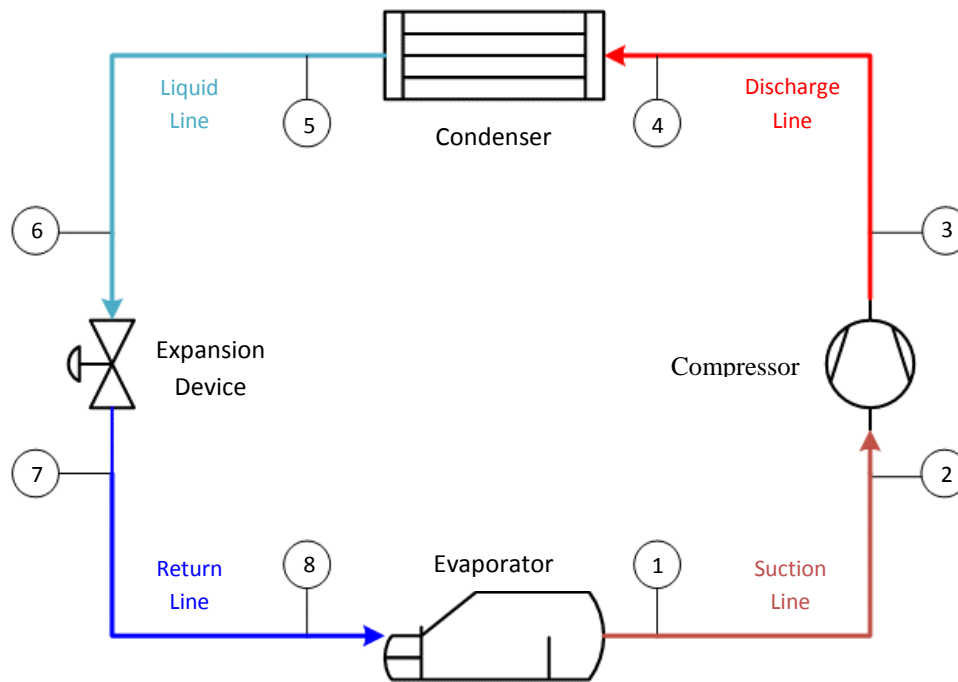 Liquid
Line
5
Condenser
4
Discharge
Line
6
3
Expansion
Device
Compressor
7
2
Return
Line
8
Evaporator
1
Suction
Line